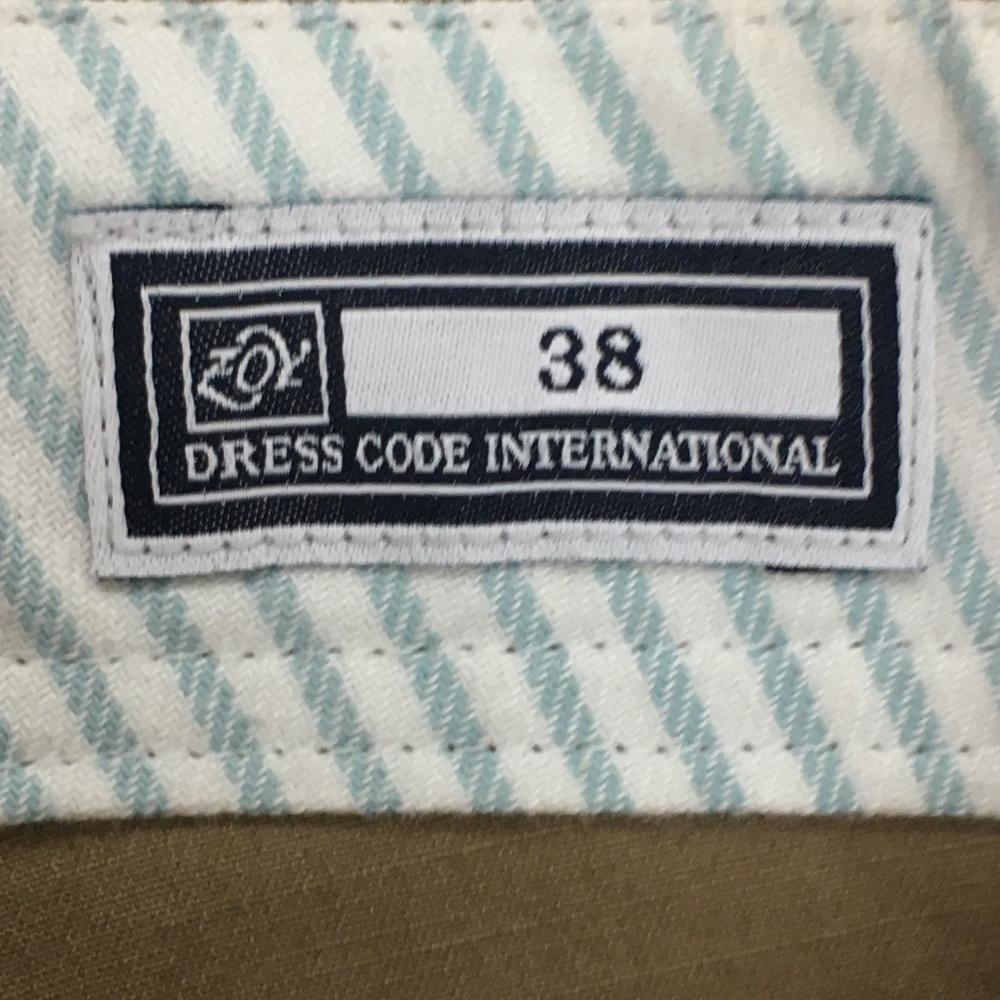 38
DRESS CODE INTERNATIONAL